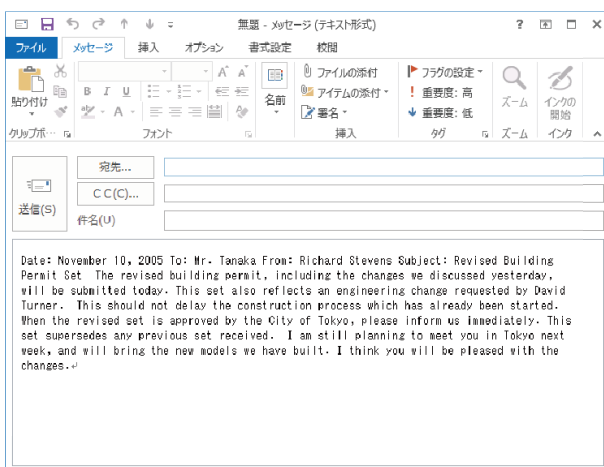 無題 - メッセージ (テキスト形式)
ファイル メッセージ 挿入 オプション 書式設定 校閲
貼り付け
B I U
A A
A
名前
ファイルの添付
アイテムの添付
署名
フラグの設定
重要度: 高
重要度: 低
ズーム
インクの
開始
クリップボ… フォント 挿入 タグ ズーム インク
送信(S)
宛先...
C C(C)...
件名(U)
Date: November 10, 2005 To: Mr. Tanaka From: Richard Stevens Subject: Revised Building
Permit Set The revised building permit, including the changes we discussed yesterday,
will be submitted today. This set also reflects an engineering change requested by David
Turner. This should not delay the construction process which has already been started.
When the revised set is approved by the City of Tokyo, please inform us immediately. This
set supersedes any previous set received. I am still planning to meet you in Tokyo next
week, and will bring the new models we have built. I think you will be pleased with the
changes.